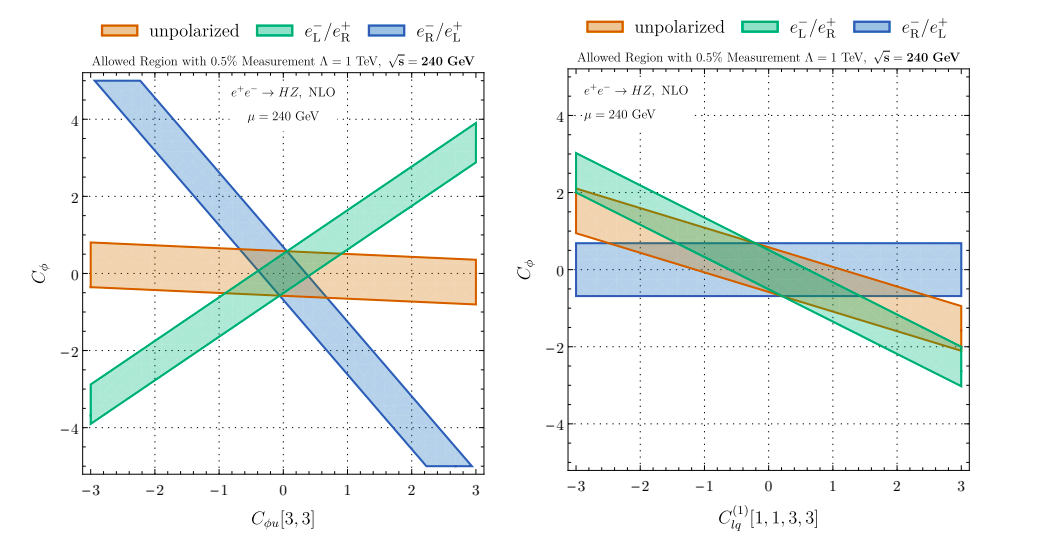 unpolarized e⁻_L/e⁺_R e⁻_R/e⁺_L
Allowed Region with 0.5% Measurement Λ = 1 TeV, √s = 240 GeV
e⁺e⁻ → HZ, NLO
μ = 240 GeV
4
2
0
−2
−4
C_ϕ
−3 −2 −1 0 1 2 3
C_ϕu[3, 3]
unpolarized e⁻_L/e⁺_R e⁻_R/e⁺_L
Allowed Region with 0.5% Measurement Λ = 1 TeV, √s = 240 GeV
e⁺e⁻ → HZ, NLO
μ = 240 GeV
4
2
0
−2
−4
C_ϕ
−3 −2 −1 0 1 2 3
C_lq^(1)[1, 1, 3, 3]